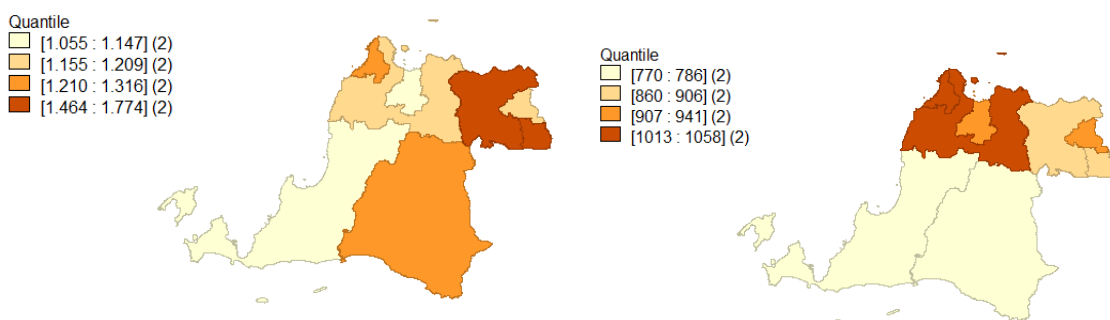 Quantile
[1.055 : 1.147] (2)
[1.155 : 1.209] (2)
[1.210 : 1.316] (2)
[1.464 : 1.774] (2)
Quantile
[770 : 786] (2)
[860 : 906] (2)
[907 : 941] (2)
[1013 : 1058] (2)